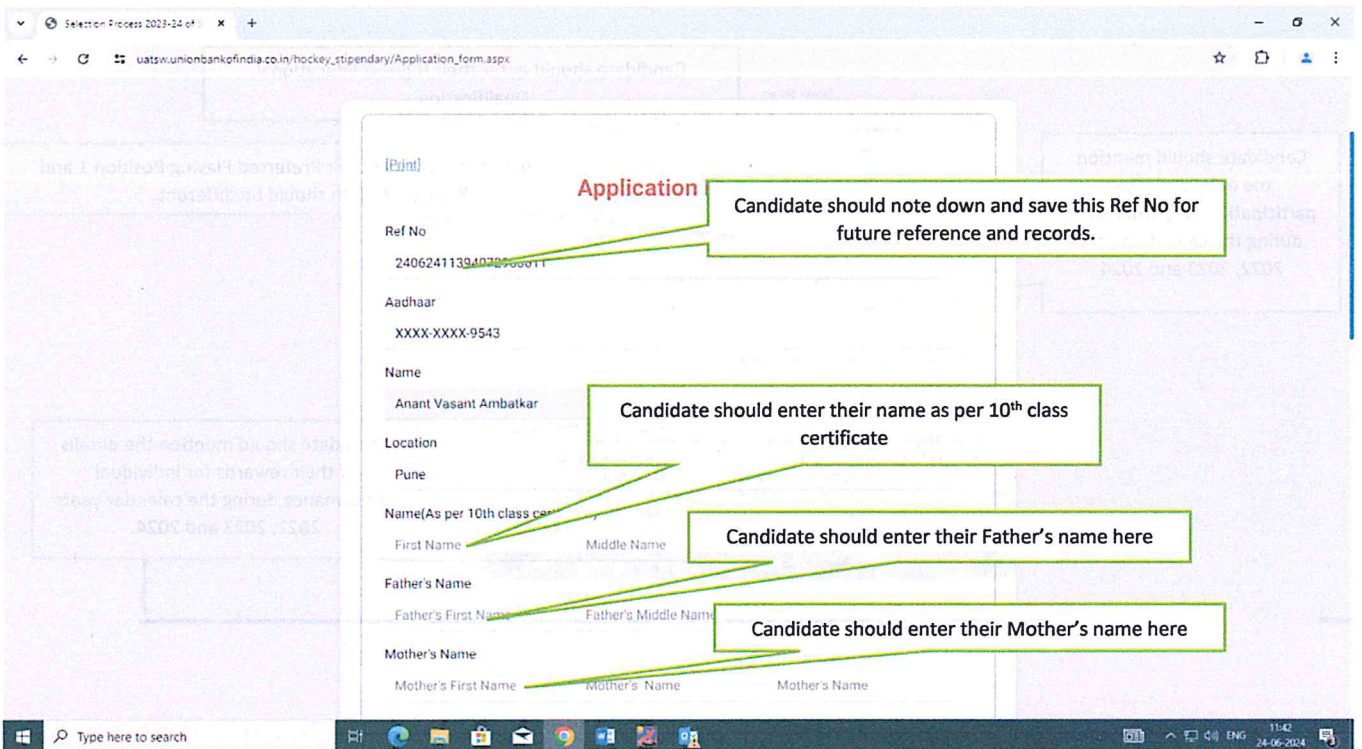 Selection Process 2023-24 of S
uatsw.unionbankofindia.co.in/hockey_stipendary/Application_form.aspx
[Print]
Application
Candidate should note down and save this Ref No for
future reference and records.
Ref No
Aadhaar
XXXX-XXXX-9543
Name
Anant Vasant Ambatkar
Candidate should enter their name as per 10th class
certificate
Location
Pune
Name(As per 10th class
First Name Middle Name
Candidate should enter their Father's name here
Father's Name
Father's First Name Father's Middle Name
Candidate should enter their Mother's name here
Mother's Name
Mother's First Name Mother's Name Mother's Name
Type here to search
ENG
11:42
24-06-2024